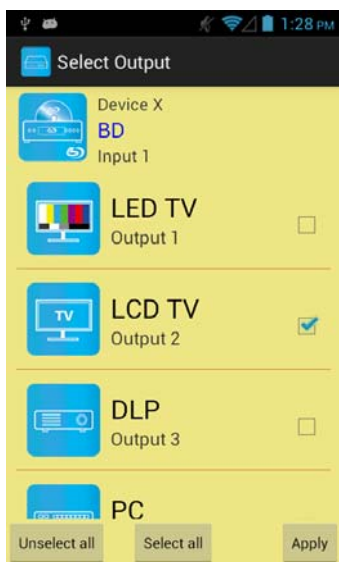 1:28 PM
Select Output
Device X
BD
Input 1
LED TV
Output 1
TV
LCD TV
Output 2
DLP
Output 3
PC
Unselect all
Select all
Apply